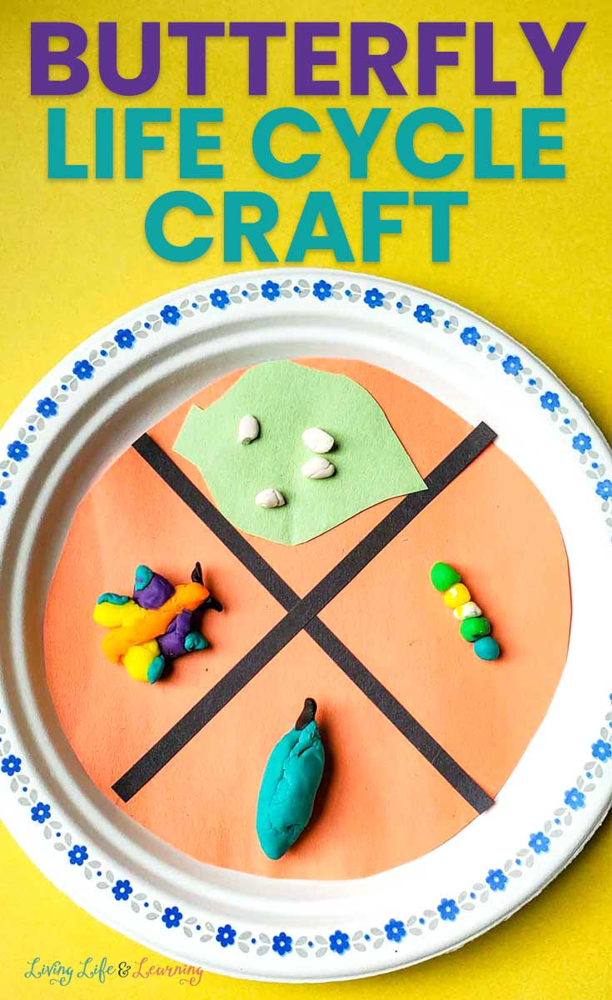 BUTTERFLY
LIFE CYCLE
CRAFT
Living Life & Learning